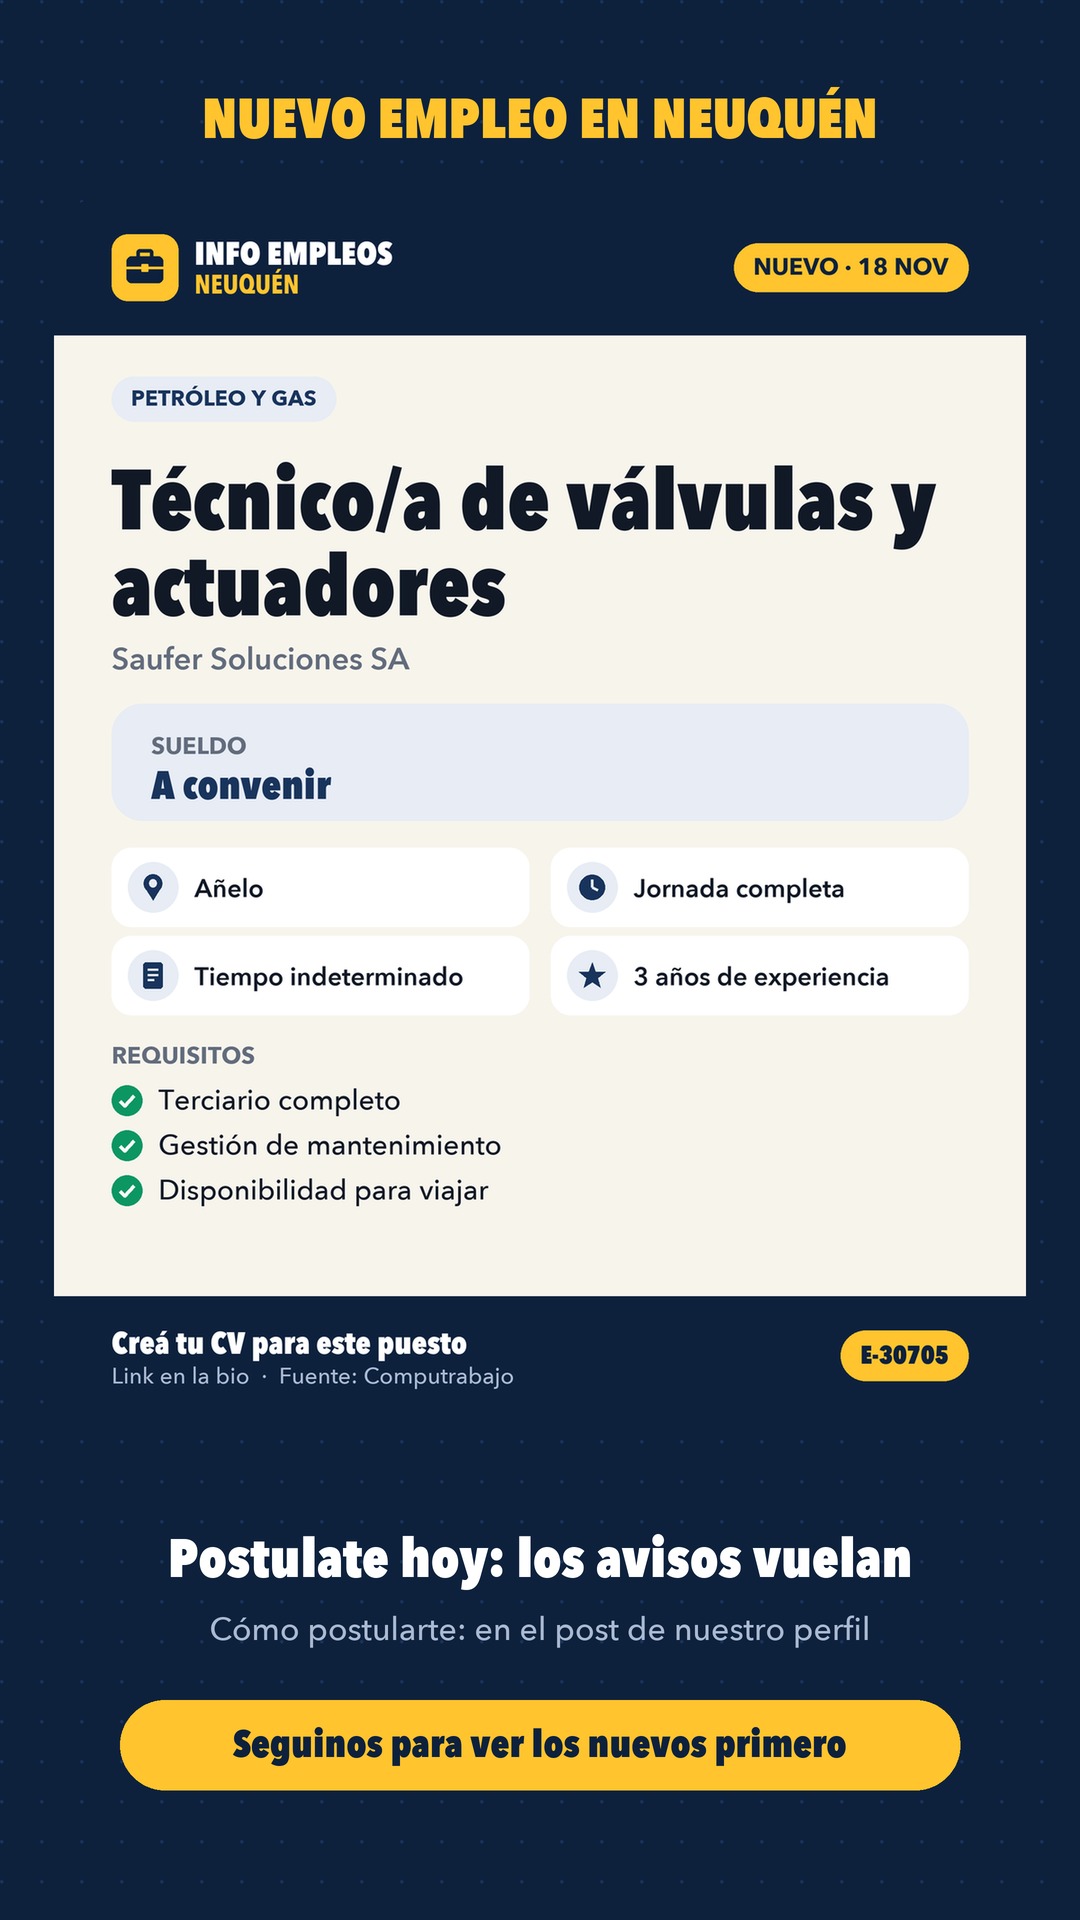 NUEVO EMPLEO EN NEUQUÉN
INFO EMPLEOS
NEUQUÉN
NUEVO · 18 NOV
PETRÓLEO Y GAS
Técnico/a de válvulas y
actuadores
Saufer Soluciones SA
SUELDO
A convenir
Añelo
Jornada completa
Tiempo indeterminado
3 años de experiencia
REQUISITOS
Terciario completo
Gestión de mantenimiento
Disponibilidad para viajar
Creá tu CV para este puesto
Link en la bio · Fuente: Computrabajo
E-30705
Postulate hoy: los avisos vuelan
Cómo postularte: en el post de nuestro perfil
Seguinos para ver los nuevos primero